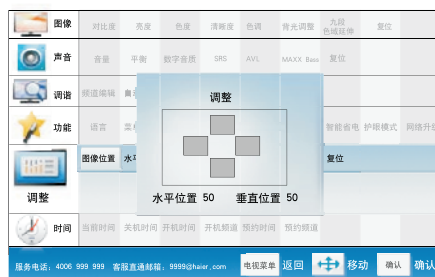 图像 对比度 亮度 色度 清晰度 色调 背光调整 九段色域延伸 复位
声音 音量 平衡 数字音质 SRS AVL MAXX Bass 复位
调谐 频道编辑
调整
功能 语言 智能省电 护眼模式 网络升级
图像位置 复位
水平位置 50 垂直位置 50
调整
时间 当前时间 关机时间 开机时间 开机频道 预约时间 预约频道
服务电话：4006 999 999 客服直通邮箱：9999@haier.com 电视菜单 返回 移动 确认 确认